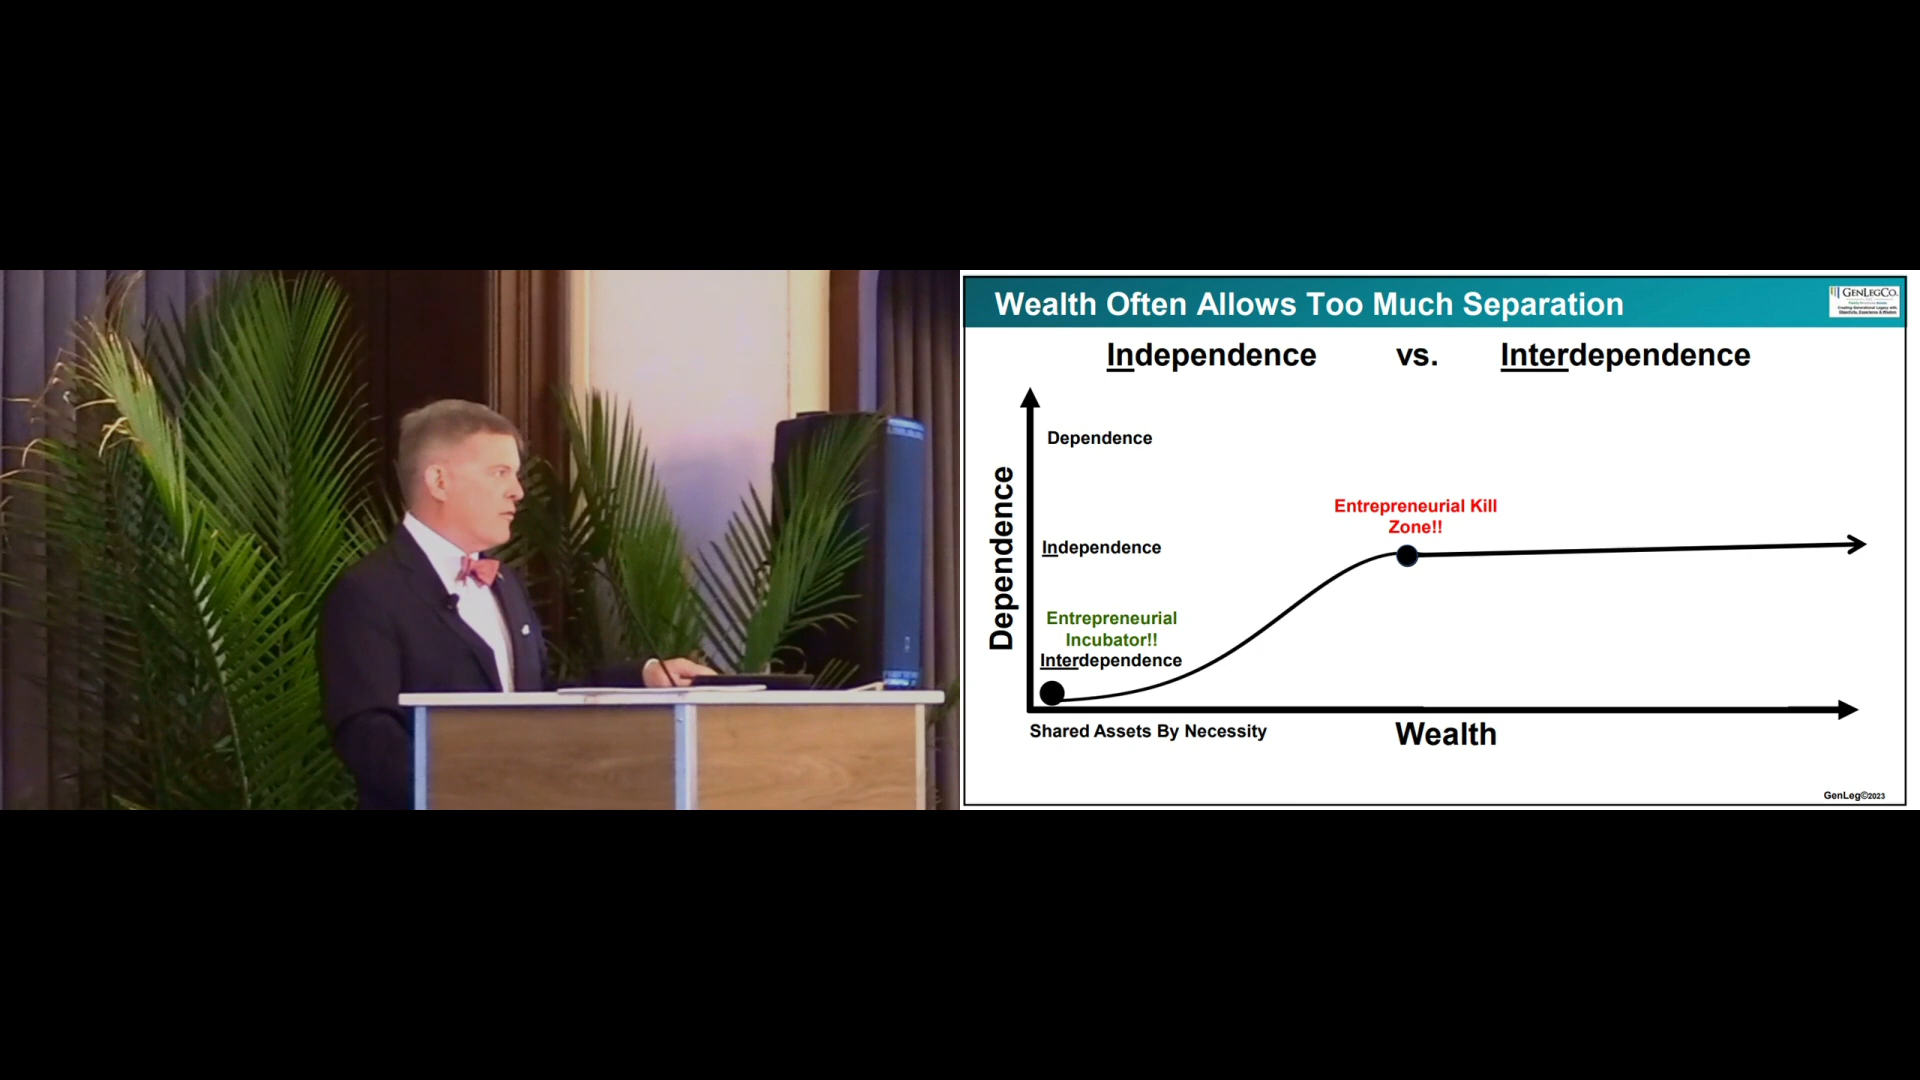 Wealth Often Allows Too Much Separation
GENLEGCO.
Independence vs. Interdependence
Dependence
Dependence
Independence
Entrepreneurial Kill
Zone!!
Entrepreneurial
Incubator!!
Interdependence
Shared Assets By Necessity
Wealth
GenLeg©2023